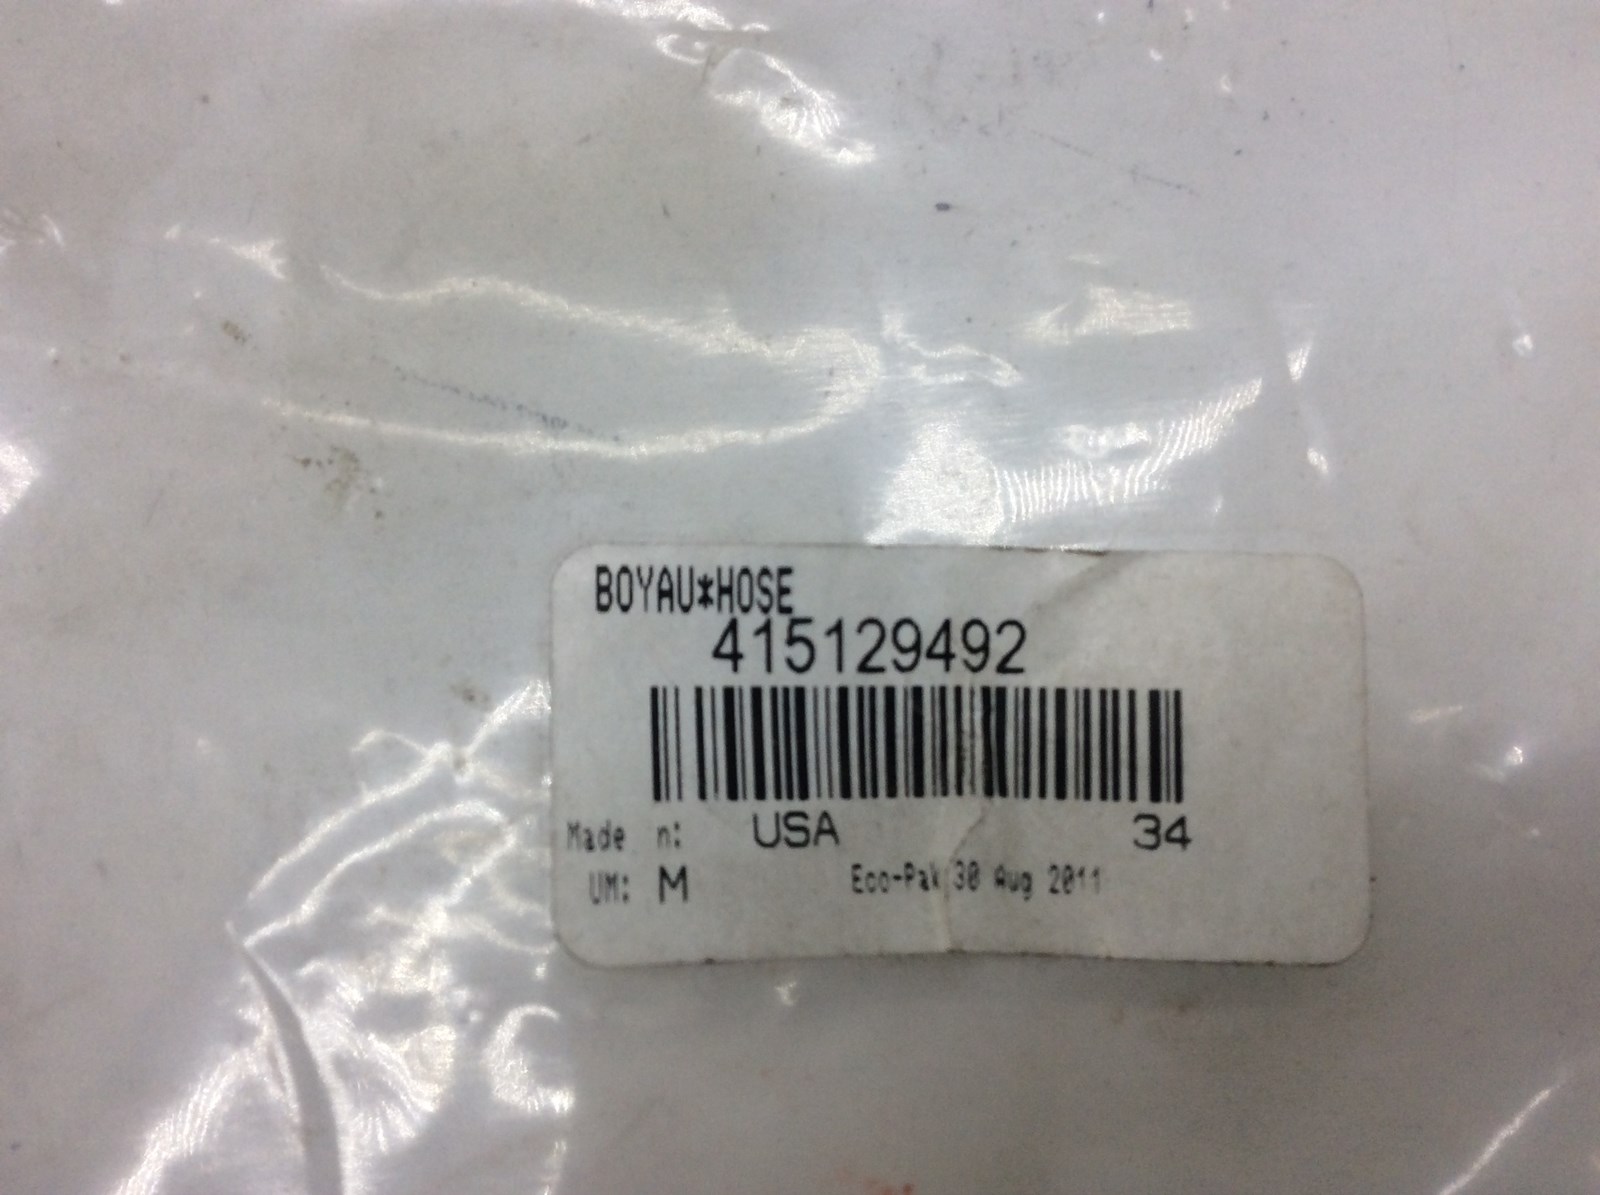 BOYAU*HOSE
415129492
Made n: USA 34
UM: M Eco-Pak 30 Aug 2011